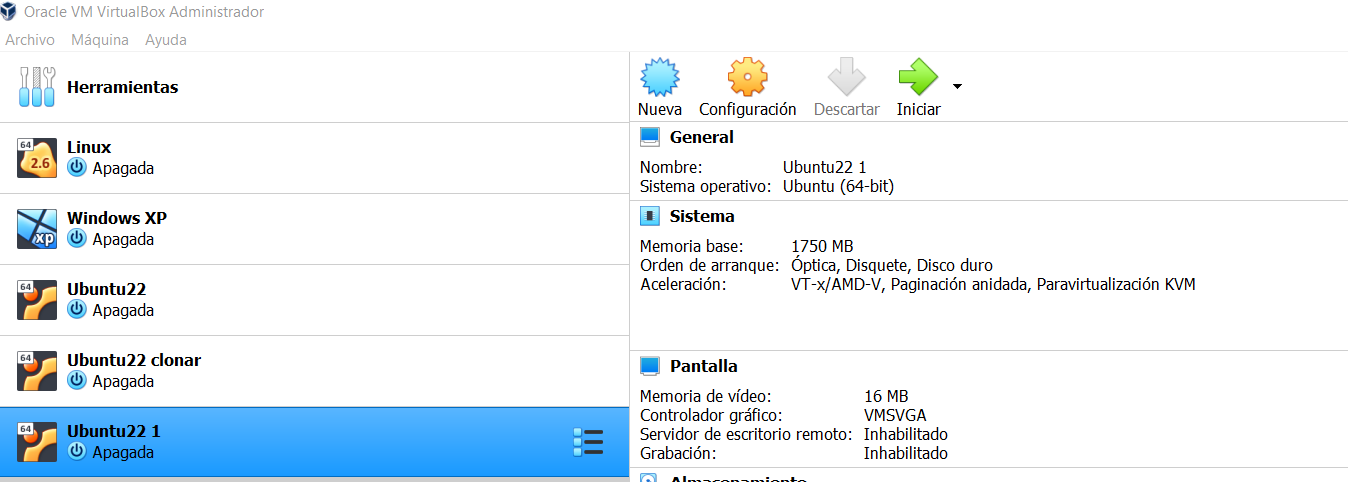 Oracle VM VirtualBox Administrador
Archivo Máquina Ayuda
Herramientas
64
2.6
Linux
Apagada
xp
Windows XP
Apagada
64
Ubuntu22
Apagada
64
Ubuntu22 clonar
Apagada
64
Ubuntu22 1
Apagada
Nueva Configuración Descartar Iniciar
General
Nombre: Ubuntu22 1
Sistema operativo: Ubuntu (64-bit)
Sistema
Memoria base: 1750 MB
Orden de arranque: Óptica, Disquete, Disco duro
Aceleración: VT-x/AMD-V, Paginación anidada, Paravirtualización KVM
Pantalla
Memoria de vídeo: 16 MB
Controlador gráfico: VMSVGA
Servidor de escritorio remoto: Inhabilitado
Grabación: Inhabilitado
Almacenamiento